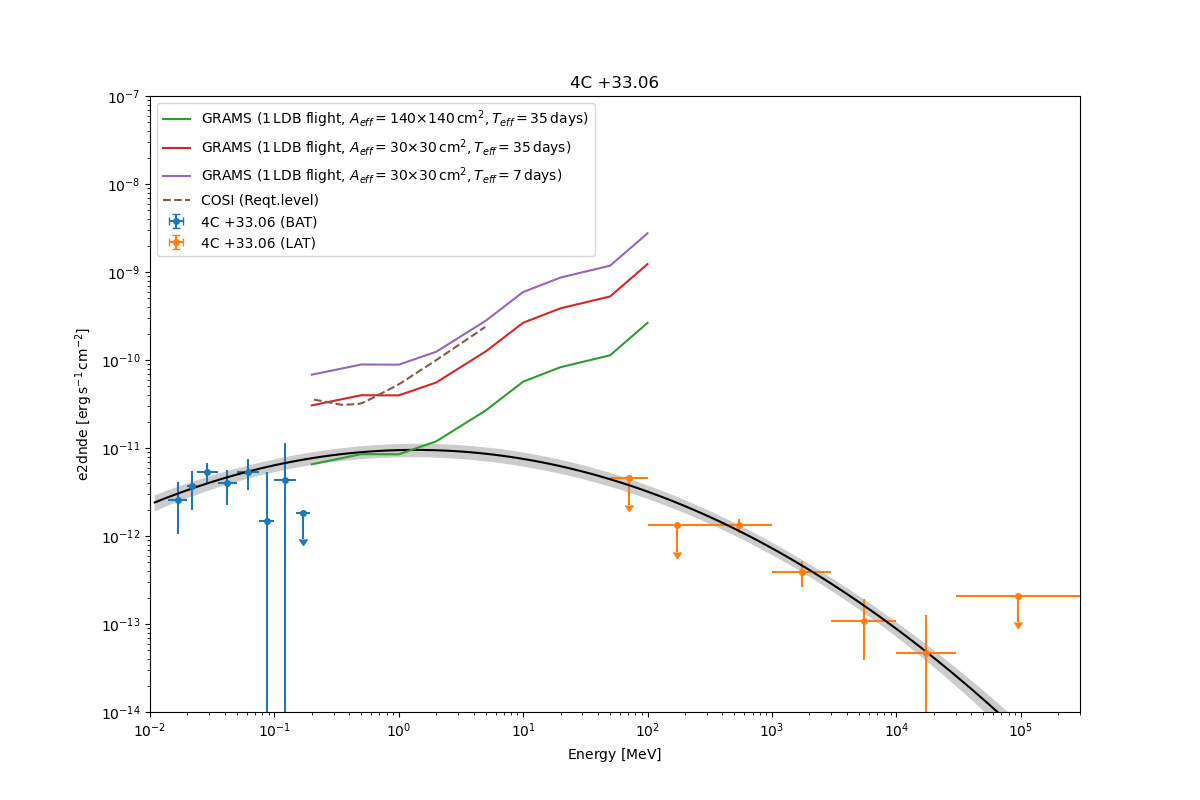 4C +33.06
10⁻⁷
10⁻⁸
10⁻⁹
10⁻¹⁰
10⁻¹¹
10⁻¹²
10⁻¹³
10⁻¹⁴
e2dnde [erg s⁻¹ cm⁻²]
GRAMS (1 LDB flight, A_eff = 140×140 cm², T_eff = 35 days)
GRAMS (1 LDB flight, A_eff = 30×30 cm², T_eff = 35 days)
GRAMS (1 LDB flight, A_eff = 30×30 cm², T_eff = 7 days)
COSI (Reqt.level)
4C +33.06 (BAT)
4C +33.06 (LAT)
10⁻² 10⁻¹ 10⁰ 10¹ 10² 10³ 10⁴ 10⁵
Energy [MeV]